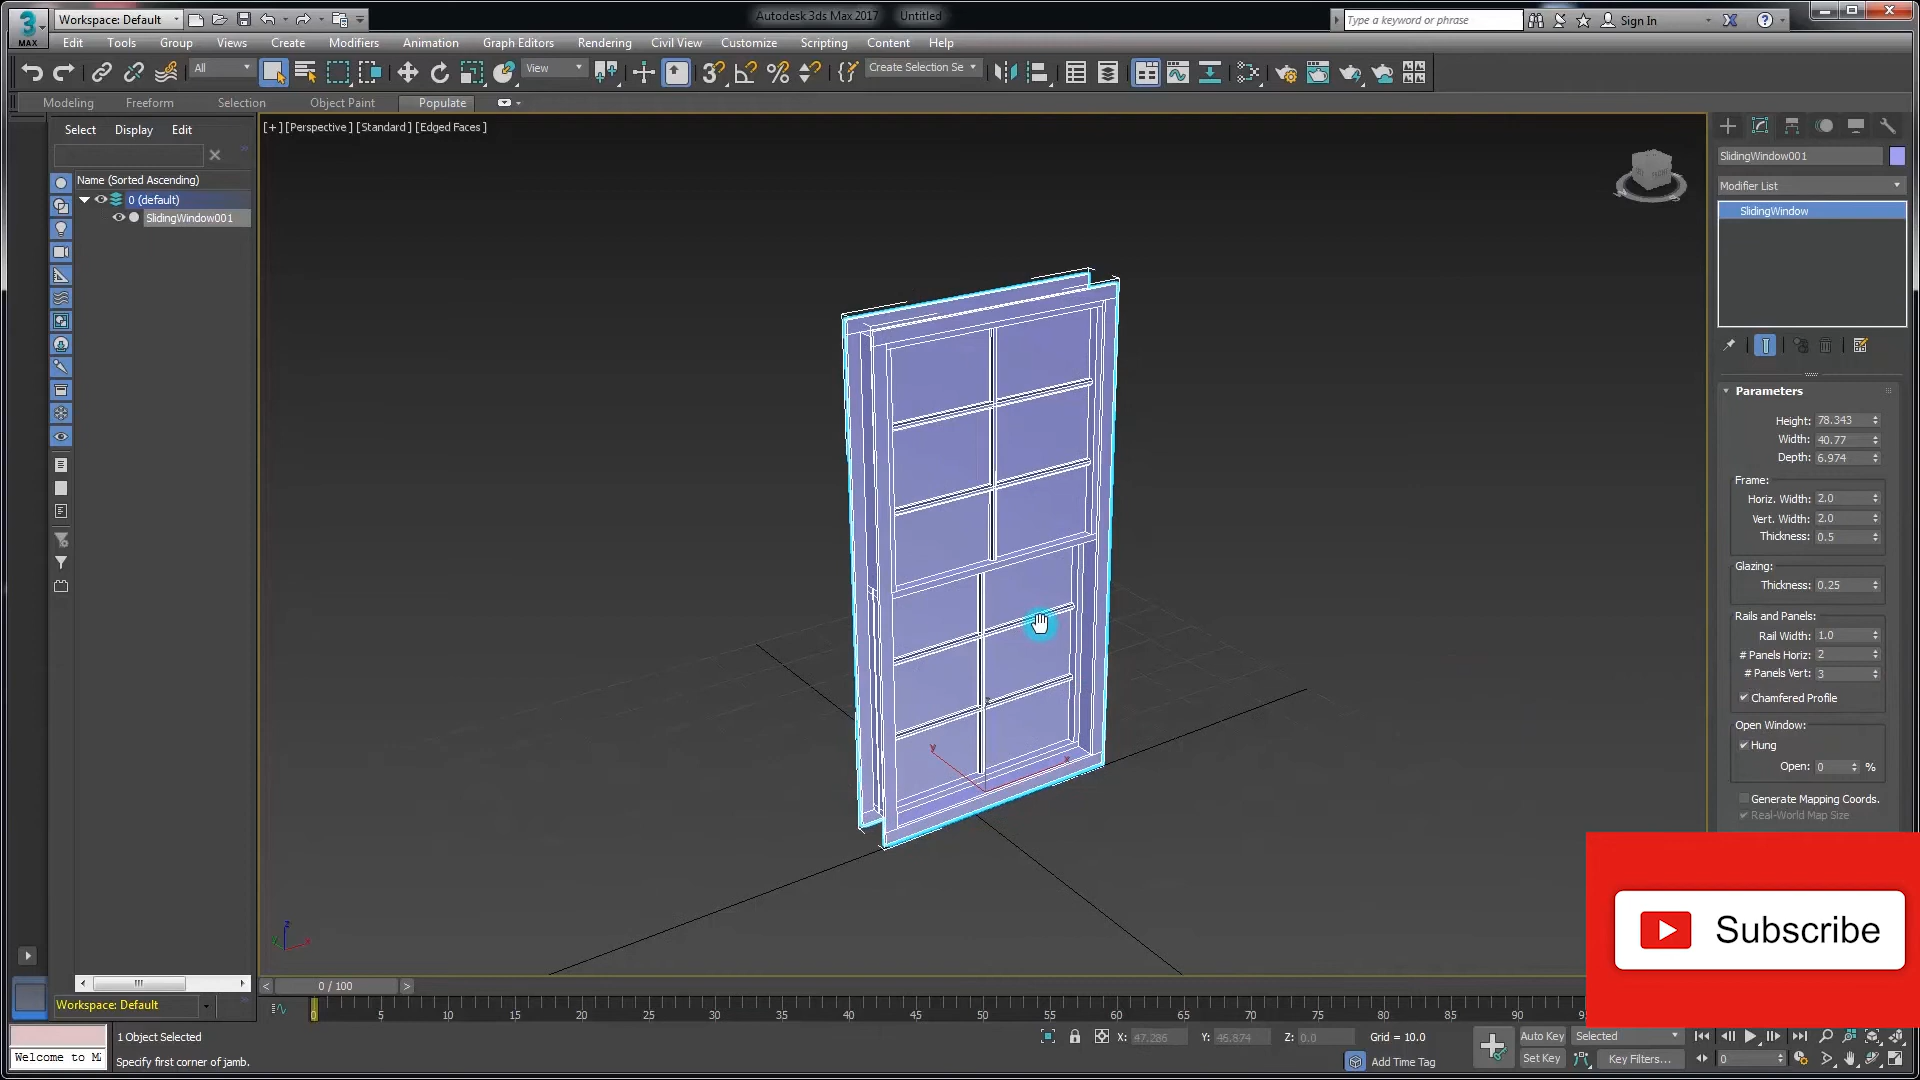 Workspace: Default
Autodesk 3ds Max 2017 Untitled
Type a keyword or phrase
Sign In
3
MAX
Edit Tools Group Views Create Modifiers Animation Graph Editors Rendering Civil View Customize Scripting Content Help
All
View
Create Selection Se
Modeling Freeform Selection Object Paint Populate
Select Display Edit
[+] [Perspective ] [Standard ] [Edged Faces ]
Name (Sorted Ascending)
0 (default)
SlidingWindow001
SlidingWindow001
Modifier List
SlidingWindow
Parameters
Height: 78.343
Width: 40.77
Depth: 6.974
Frame:
Horiz. Width: 2.0
Vert. Width: 2.0
Thickness: 0.5
Glazing:
Thickness: 0.25
Rails and Panels:
Rail Width: 1.0
# Panels Horiz: 2
# Panels Vert: 3
Chamfered Profile
Open Window:
Hung
Open: 0 %
Generate Mapping Coords.
Real-World Map Size
y
x
z
x
Subscribe
0 / 100
Workspace: Default
0 5 10 15 20 25 30 35 40 45 50 55 60 65 70 75 80 85 90
1 Object Selected
Welcome to M
Specify first corner of jamb.
X: 47.286 Y: 46.874 Z: 0.0 Grid = 10.0
Add Time Tag
Auto Key Selected
Set Key Key Filters...
0